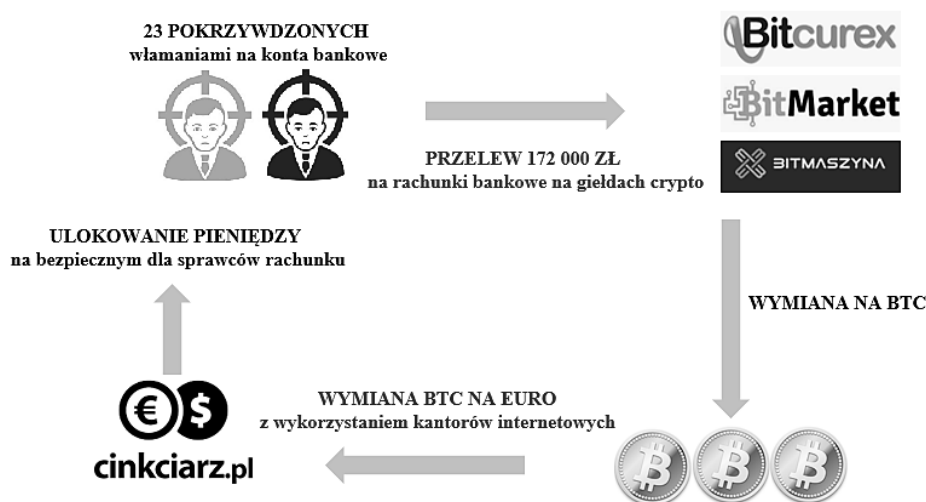 23 POKRZYWDZONYCH
włamaniami na konta bankowe
PRZELEW 172 000 ZŁ
na rachunki bankowe na giełdach crypto
Bitcurex
BitMarket
BITMASZYNA
WYMIANA NA BTC
WYMIANA BTC NA EURO
z wykorzystaniem kantorów internetowych
cinkciarz.pl
ULOKOWANIE PIENIĘDZY
na bezpiecznym dla sprawców rachunku